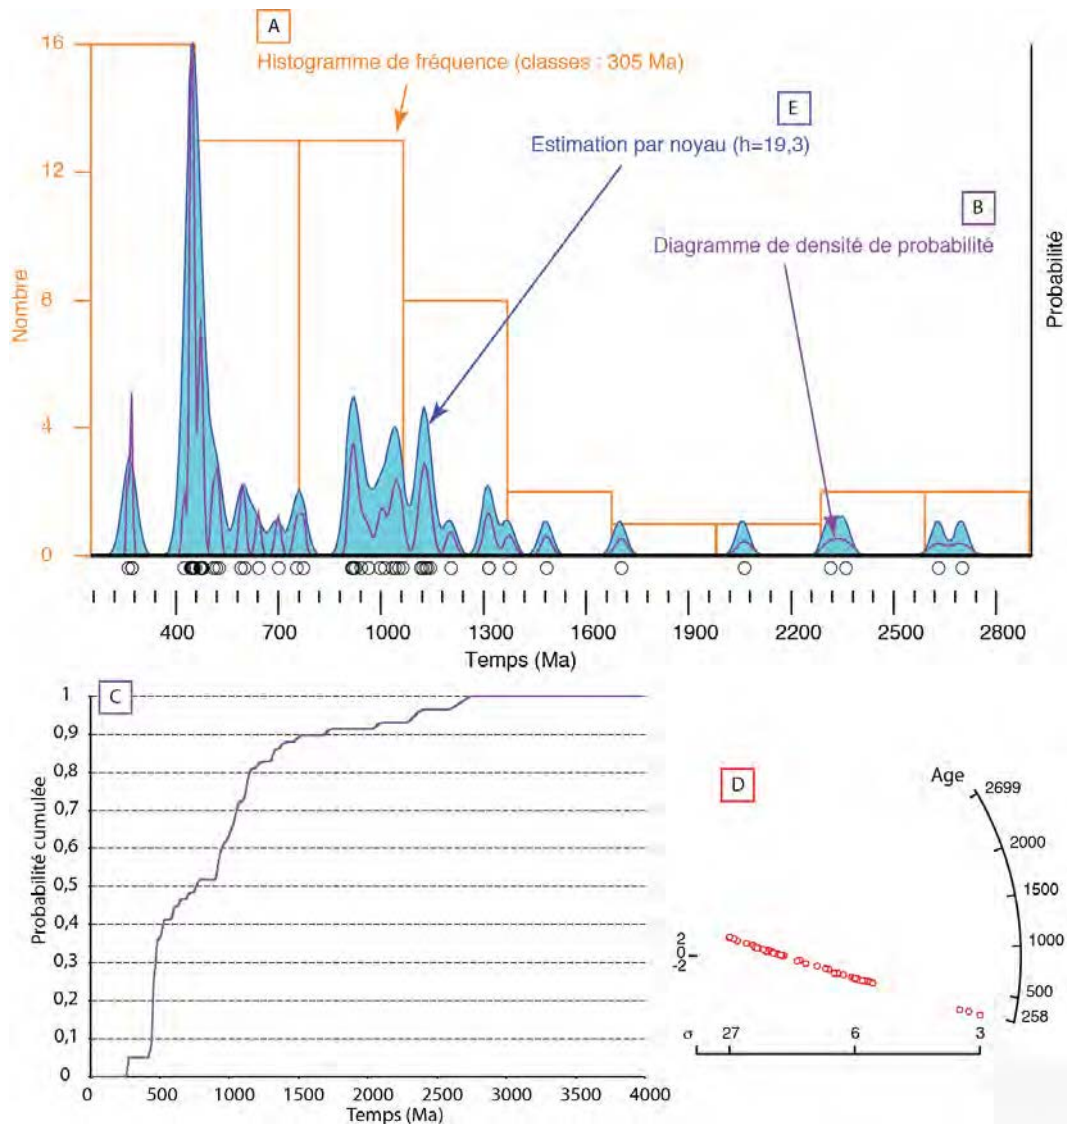 A
Histogramme de fréquence (classes : 305 Ma)
E
Estimation par noyau (h=19,3)
B
Diagramme de densité de probabilité
Nombre
16
12
8
4
0
Probabilité
400 700 1000 1300 1600 1900 2200 2500 2800
Temps (Ma)
C
Probabilité cumulée
1
0,9
0,8
0,7
0,6
0,5
0,4
0,3
0,2
0,1
0
0 500 1000 1500 2000 2500 3000 3500 4000
Temps (Ma)
D
Age
2699
2000
1500
1000
500
258
2
0
-2
σ 27 6 3